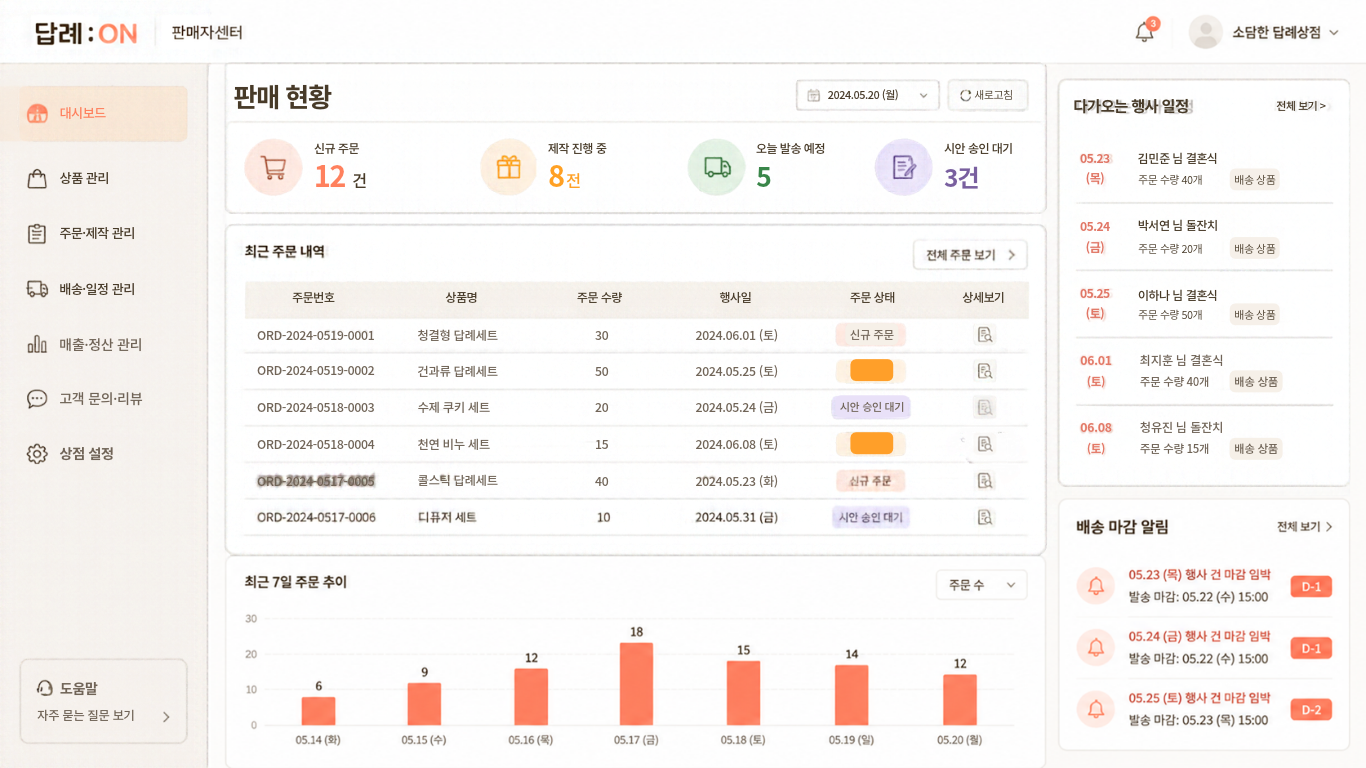 답례:ON
판매자센터
3
소담한 답례상점
대시보드
상품 관리
주문·제작 관리
배송·일정 관리
매출·정산 관리
고객 문의·리뷰
상점 설정
도움말
자주 묻는 질문 보기
판매 현황
2024.05.20 (월)
새로고침
신규 주문
12 건
제작 진행 중
8전
오늘 발송 예정
5
시안 승인 대기
3건
최근 주문 내역
전체 주문 보기
주문번호 상품명 주문 수량 행사일 주문 상태 상세보기
ORD-2024-0519-0001 청결형 답례세트 30 2024.06.01 (토) 신규 주문
ORD-2024-0519-0002 건과류 답례세트 50 2024.05.25 (토)
ORD-2024-0518-0003 수제 쿠키 세트 20 2024.05.24 (금) 시안 승인 대기
ORD-2024-0518-0004 천연 비누 세트 15 2024.06.08 (토)
ORD-2024-0517-0005 콜스틱 답례세트 40 2024.05.23 (화) 신규 주문
ORD-2024-0517-0006 디퓨저 세트 10 2024.05.31 (금) 시안 승인 대기
최근 7일 주문 추이
주문 수
30
20
10
0
6
9
12
18
15
14
12
05.14 (화)
05.15 (수)
05.16 (목)
05.17 (금)
05.18 (토)
05.19 (일)
05.20 (월)
다가오는 행사 일정
전체 보기 >
05.23 김민준 님 결혼식
(목) 주문 수량 40개 배송 상품
05.24 박서연 님 돌잔치
(금) 주문 수량 20개 배송 상품
05.25 이하나 님 결혼식
(토) 주문 수량 50개 배송 상품
06.01 최지훈 님 결혼식
(토) 주문 수량 40개 배송 상품
06.08 청유진 님 돌잔치
(토) 주문 수량 15개 배송 상품
배송 마감 알림
전체 보기
05.23 (목) 행사 건 마감 임박
발송 마감: 05.22 (수) 15:00
D-1
05.24 (금) 행사 건 마감 임박
발송 마감: 05.22 (수) 15:00
D-1
05.25 (토) 행사 건 마감 임박
발송 마감: 05.23 (목) 15:00
D-2